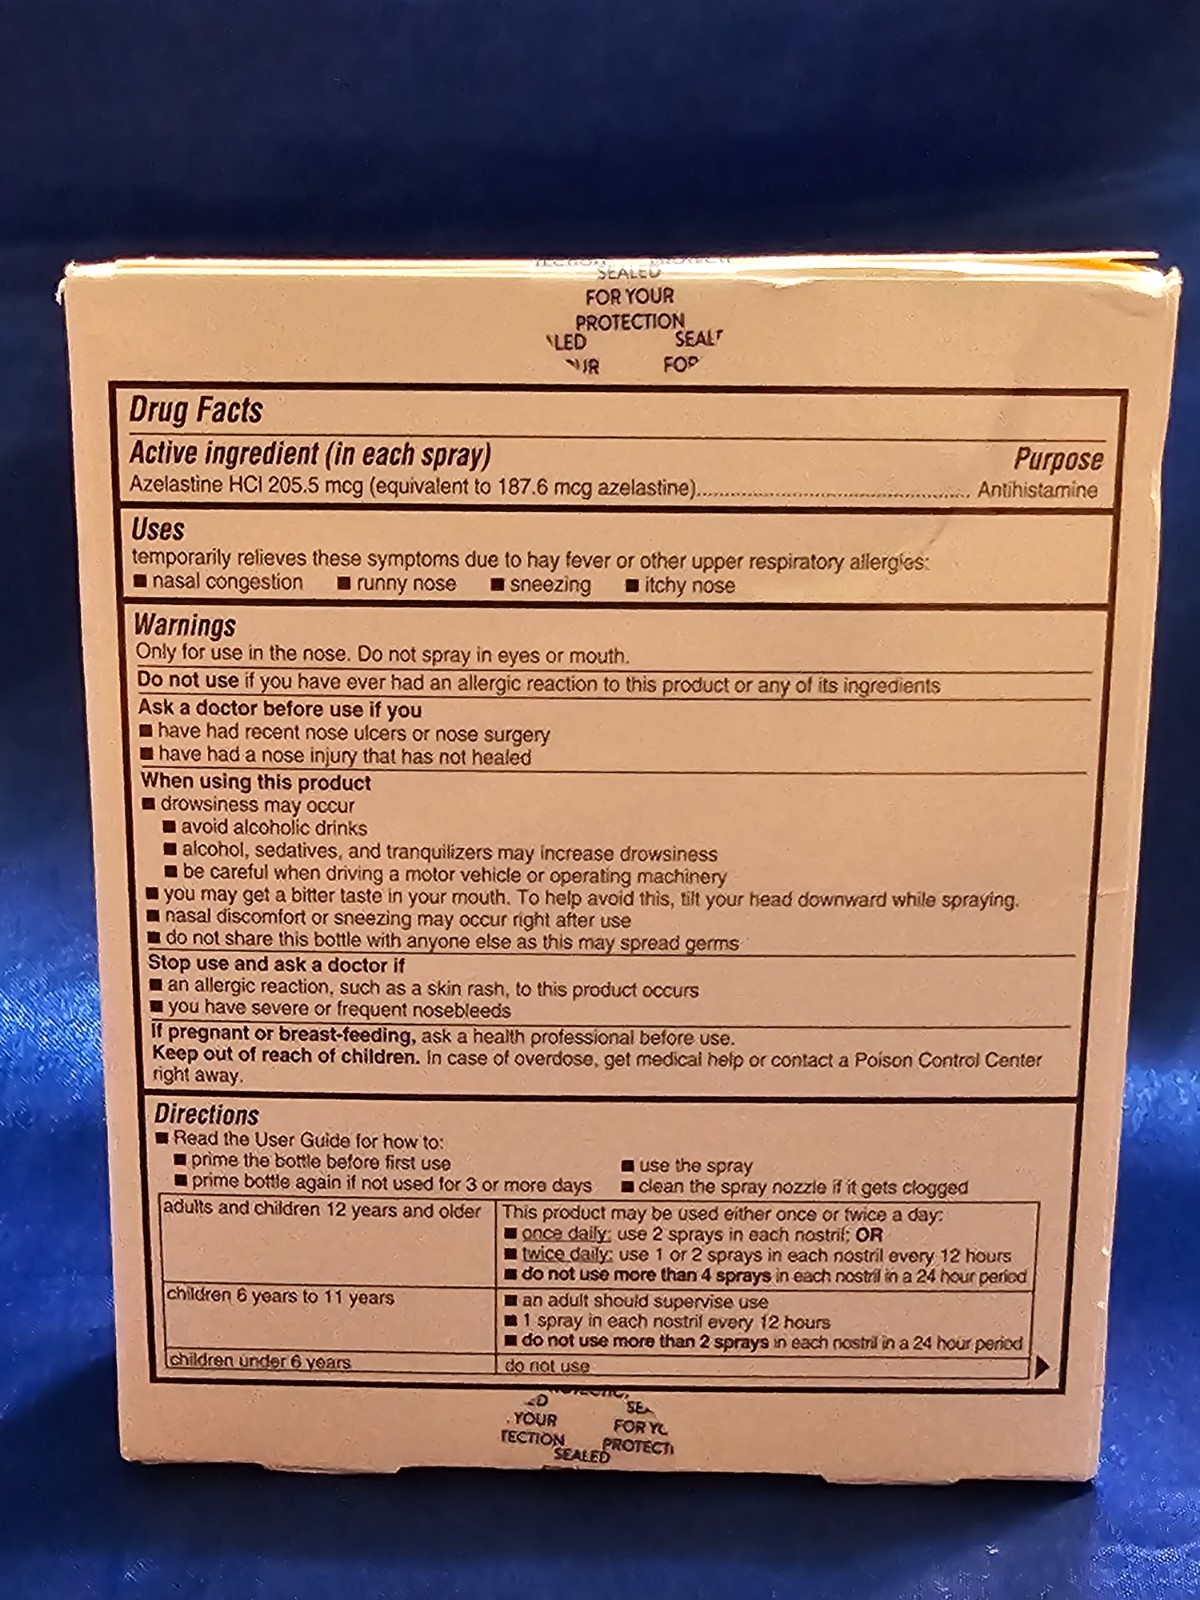 SEALED
FOR YOUR
PROTECTION
LED SEAL
UR FOR
Drug Facts
Active ingredient (in each spray) Purpose
Azelastine HCl 205.5 mcg (equivalent to 187.6 mcg azelastine)........................................ Antihistamine
Uses
temporarily relieves these symptoms due to hay fever or other upper respiratory allergies:
■ nasal congestion ■ runny nose ■ sneezing ■ itchy nose
Warnings
Only for use in the nose. Do not spray in eyes or mouth.
Do not use if you have ever had an allergic reaction to this product or any of its ingredients
Ask a doctor before use if you
■ have had recent nose ulcers or nose surgery
■ have had a nose injury that has not healed
When using this product
■ drowsiness may occur
■ avoid alcoholic drinks
■ alcohol, sedatives, and tranquilizers may increase drowsiness
■ be careful when driving a motor vehicle or operating machinery
■ you may get a bitter taste in your mouth. To help avoid this, tilt your head downward while spraying.
■ nasal discomfort or sneezing may occur right after use
■ do not share this bottle with anyone else as this may spread germs
Stop use and ask a doctor if
■ an allergic reaction, such as a skin rash, to this product occurs
■ you have severe or frequent nosebleeds
If pregnant or breast-feeding, ask a health professional before use.
Keep out of reach of children. In case of overdose, get medical help or contact a Poison Control Center
right away.
Directions
■ Read the User Guide for how to:
■ prime the bottle before first use ■ use the spray
■ prime bottle again if not used for 3 or more days ■ clean the spray nozzle if it gets clogged
adults and children 12 years and older This product may be used either once or twice a day:
■ once daily: use 2 sprays in each nostril; OR
■ twice daily: use 1 or 2 sprays in each nostril every 12 hours
■ do not use more than 4 sprays in each nostril in a 24 hour period
children 6 years to 11 years ■ an adult should supervise use
■ 1 spray in each nostril every 12 hours
■ do not use more than 2 sprays in each nostril in a 24 hour period
children under 6 years do not use
ED SE
YOUR FOR YO
TECTION PROTECTI
SEALED